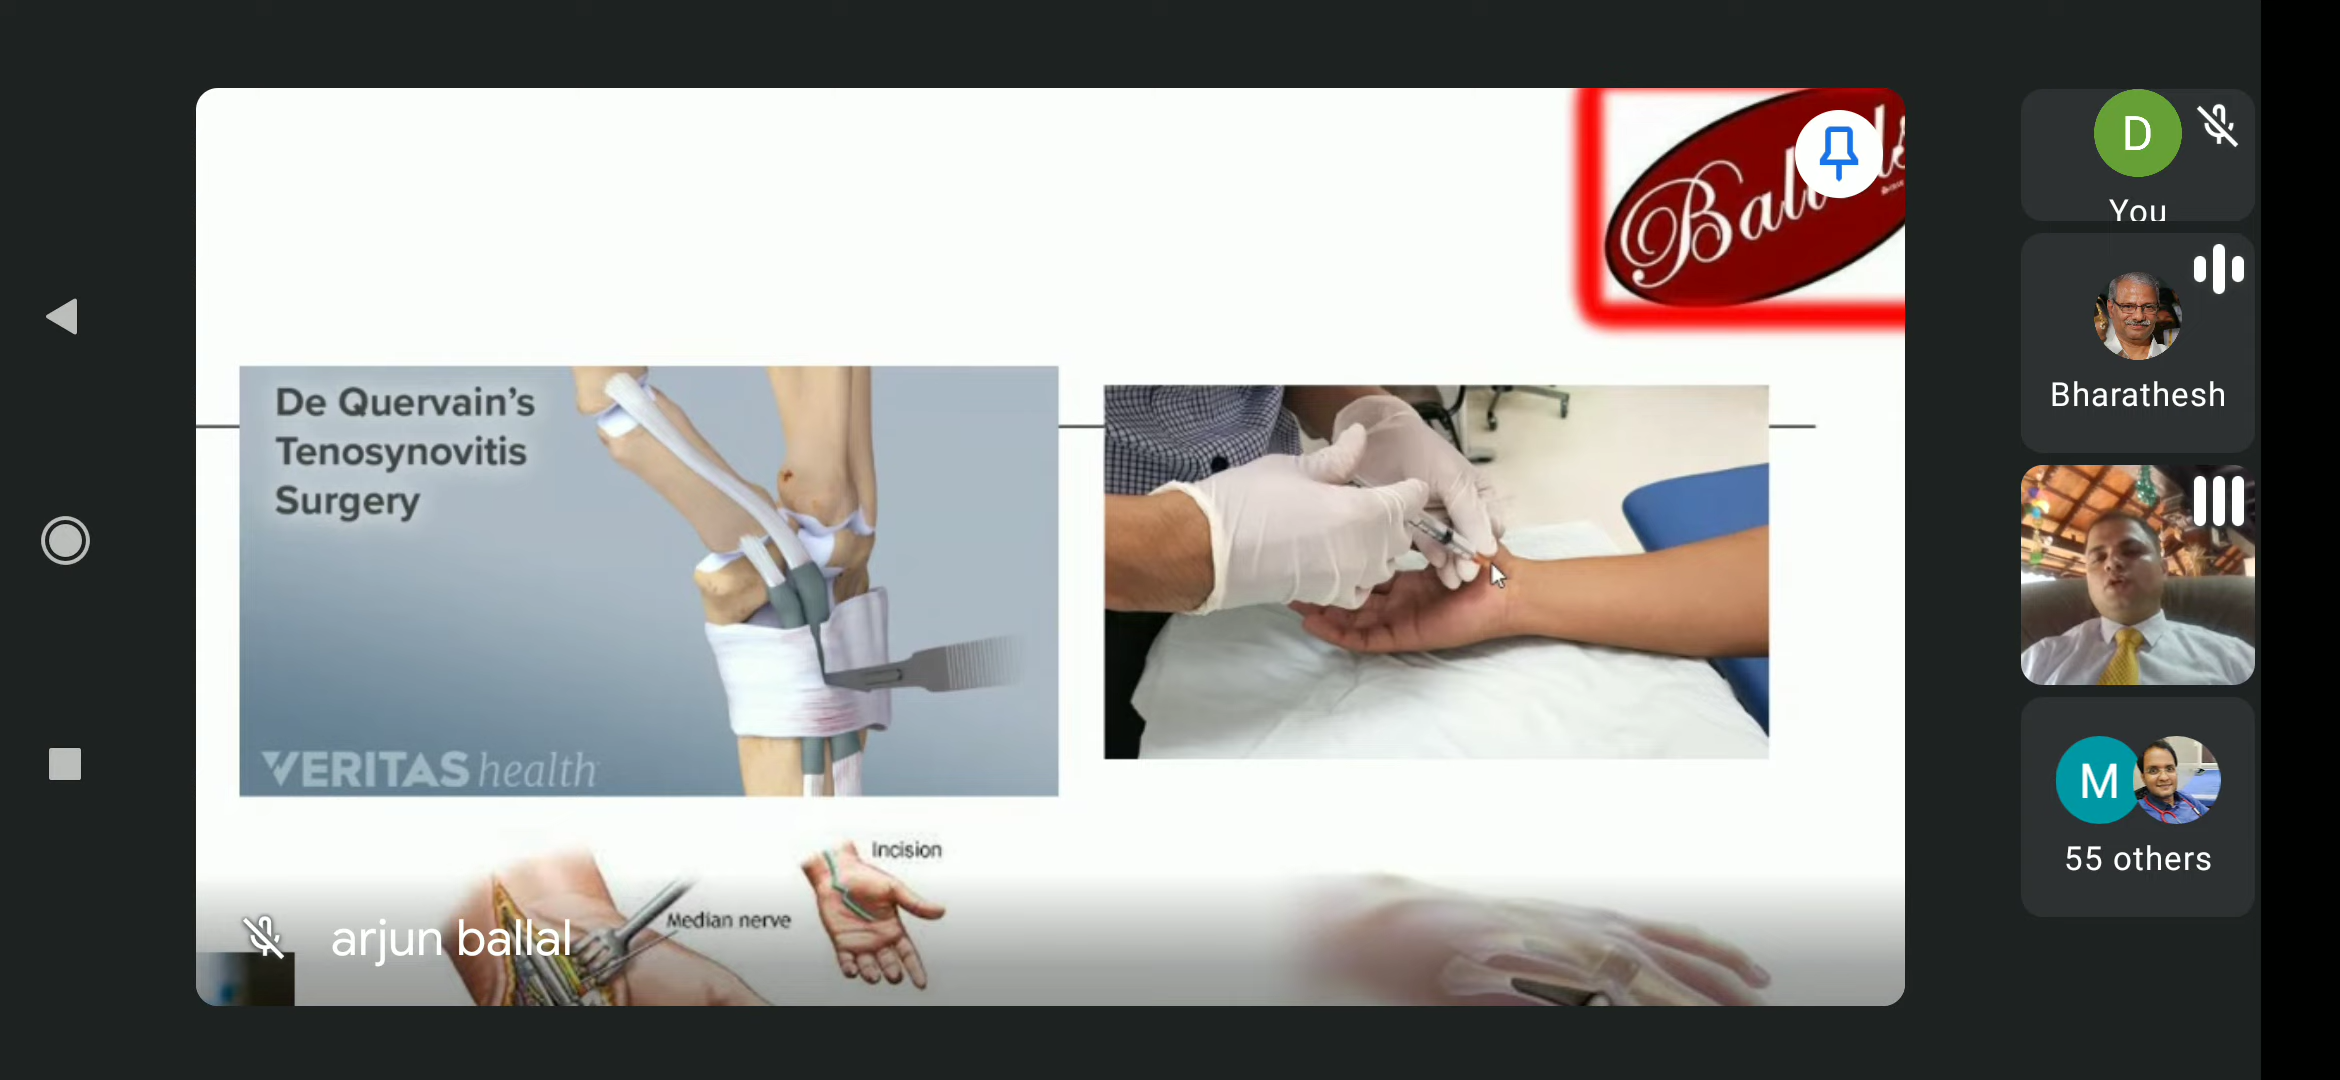 D
You
Bharathesh
De Quervain's
Tenosynovitis
Surgery
VERITAS health
Incision
Median nerve
arjun ballal
M
55 others